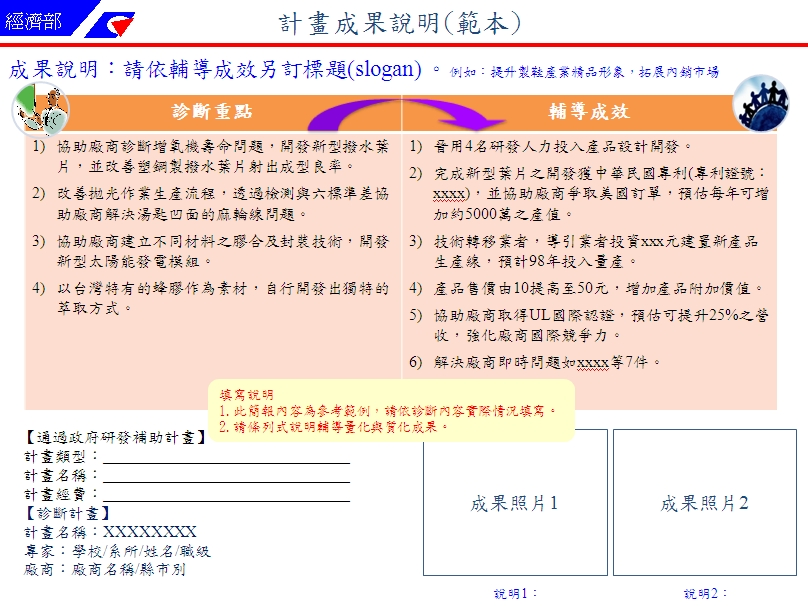 經濟部
計畫成果說明(範本)
成果說明：請依輔導成效另訂標題(slogan) 。 例如：提升製鞋產業精品形象，拓展內銷市場
診斷重點
1) 協助廠商診斷增氧機壽命問題，開發新型撥水葉
片，並改善塑鋼製撥水葉片射出成型良率。
2) 改善拋光作業生產流程，透過檢測與六標準差協
助廠商解決湯匙凹面的麻輪線問題。
3) 協助廠商建立不同材料之膠合及封裝技術，開發
新型太陽能發電模組。
4) 以台灣特有的蜂膠作為素材，自行開發出獨特的
萃取方式。
輔導成效
1) 晉用4名研發人力投入產品設計開發。
2) 完成新型葉片之開發獲中華民國專利(專利證號：
xxxx)，並協助廠商爭取美國訂單，預估每年可增
加約5000萬之產值。
3) 技術轉移業者，導引業者投資xxx元建置新產品
生產線，預計98年投入量產。
4) 產品售價由10提高至50元，增加產品附加價值。
5) 協助廠商取得UL國際認證，預估可提升25%之營
收，強化廠商國際競爭力。
6) 解決廠商即時問題如xxxx等7件。
填寫說明
1. 此簡報內容為參考範例，請依診斷內容實際情況填寫。
2. 請條列式說明輔導量化與質化成果。
【通過政府研發補助計畫】
計畫類型：
計畫名稱：
計畫經費：
【診斷計畫】
計畫名稱：XXXXXXXX
專家：學校/系所/姓名/職級
廠商：廠商名稱/縣市別
成果照片1
成果照片2
說明1：
說明2：